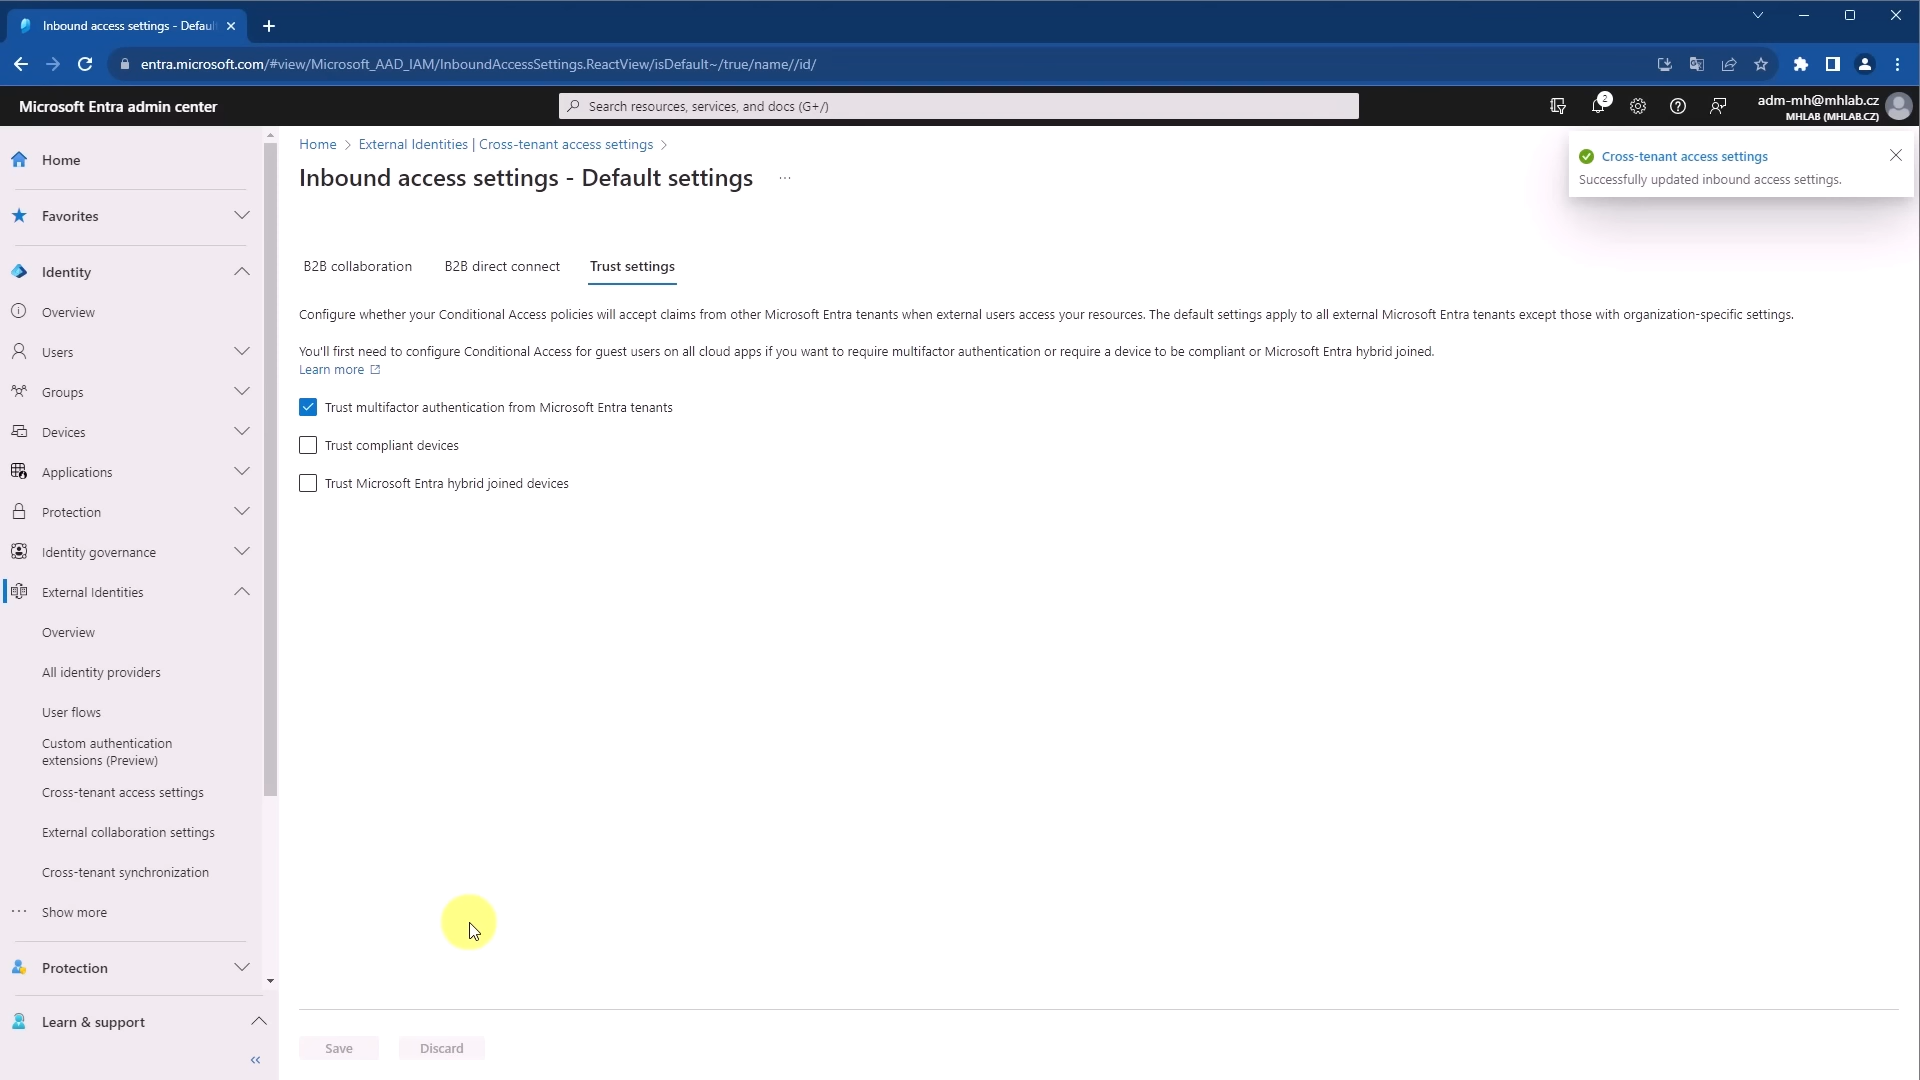 Inbound access settings - Defaul
entra.microsoft.com/#view/Microsoft_AAD_IAM/InboundAccessSettings.ReactView/isDefault~/true/name//id/
Microsoft Entra admin center
Search resources, services, and docs (G+/)
2
adm-mh@mhlab.cz
MHLAB (MHLAB.CZ)
Home
Favorites
Identity
Overview
Users
Groups
Devices
Applications
Protection
Identity governance
External Identities
Overview
All identity providers
User flows
Custom authentication
extensions (Preview)
Cross-tenant access settings
External collaboration settings
Cross-tenant synchronization
Show more
Protection
Learn & support
Home > External Identities | Cross-tenant access settings >
Inbound access settings - Default settings ...
Cross-tenant access settings
Successfully updated inbound access settings.
B2B collaboration B2B direct connect Trust settings
Configure whether your Conditional Access policies will accept claims from other Microsoft Entra tenants when external users access your resources. The default settings apply to all external Microsoft Entra tenants except those with organization-specific settings.
You'll first need to configure Conditional Access for guest users on all cloud apps if you want to require multifactor authentication or require a device to be compliant or Microsoft Entra hybrid joined.
Learn more
Trust multifactor authentication from Microsoft Entra tenants
Trust compliant devices
Trust Microsoft Entra hybrid joined devices
Save Discard